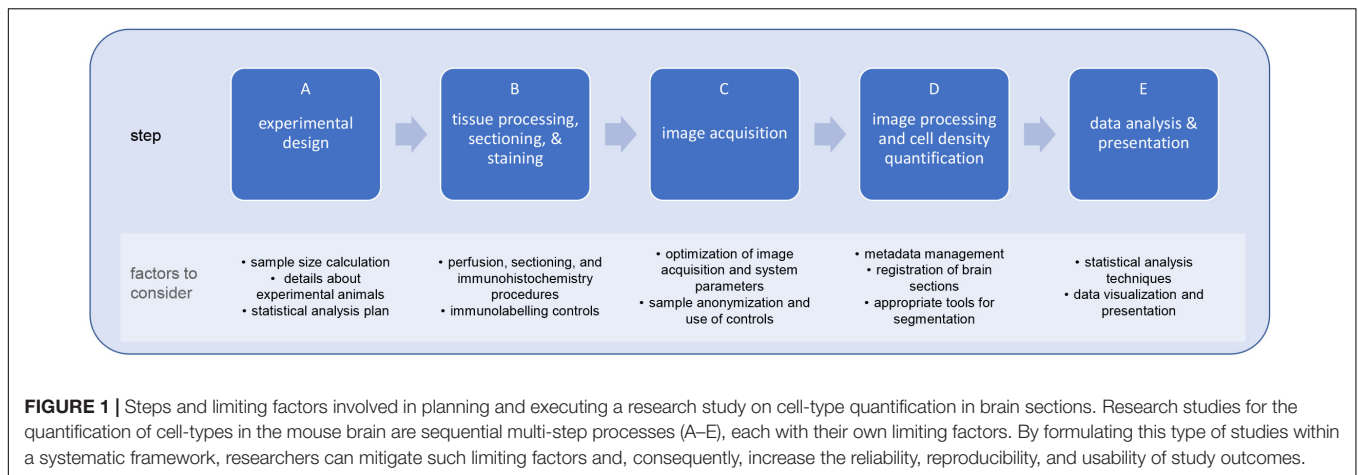 step
A
experimental
design
B
tissue processing,
sectioning, &
staining
C
image acquisition
D
image processing
and cell density
quantification
E
data analysis &
presentation
factors to
consider
• sample size calculation
• details about
experimental animals
• statistical analysis plan
• perfusion, sectioning, and
immunohistochemistry
procedures
• immunolabelling controls
• optimization of image
acquisition and system
parameters
• sample anonymization and
use of controls
• metadata management
• registration of brain
sections
• appropriate tools for
segmentation
• statistical analysis
techniques
• data visualization and
presentation
FIGURE 1 | Steps and limiting factors involved in planning and executing a research study on cell-type quantification in brain sections. Research studies for the
quantification of cell-types in the mouse brain are sequential multi-step processes (A–E), each with their own limiting factors. By formulating this type of studies within
a systematic framework, researchers can mitigate such limiting factors and, consequently, increase the reliability, reproducibility, and usability of study outcomes.